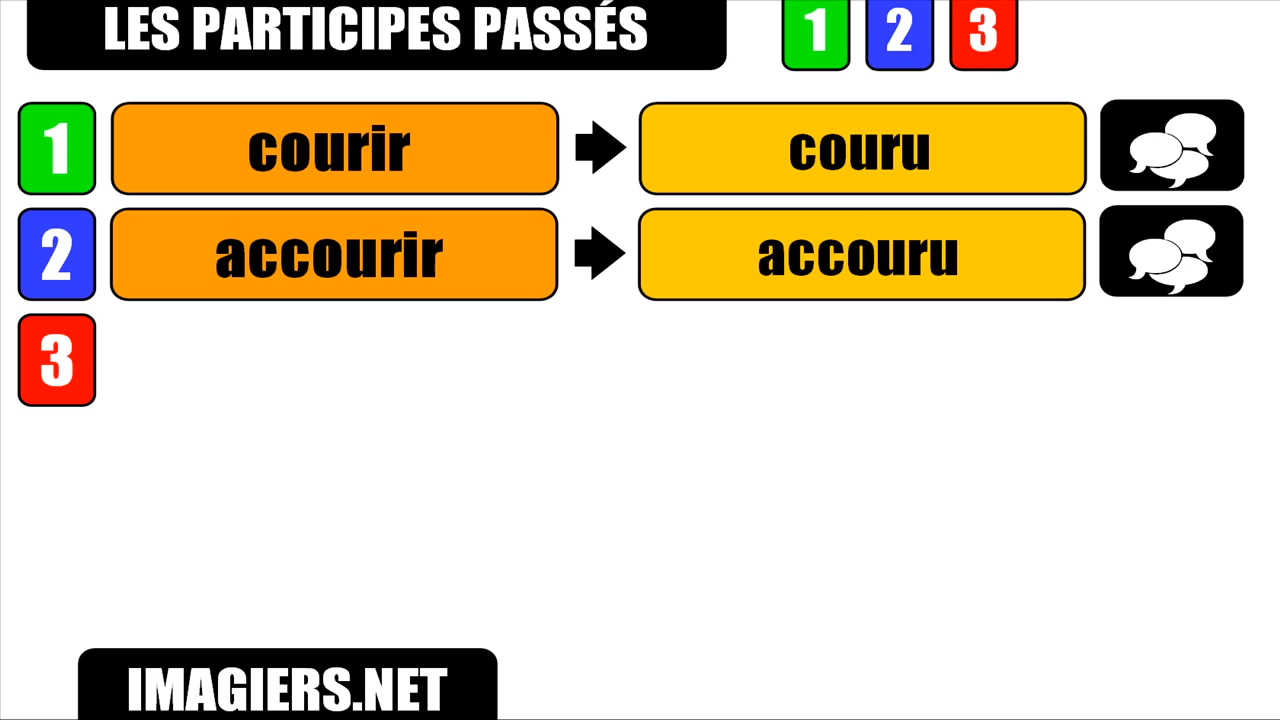 LES PARTICIPES PASSÉS 1 2 3
1 courir couru
2 accourir accouru
3
IMAGIERS.NET